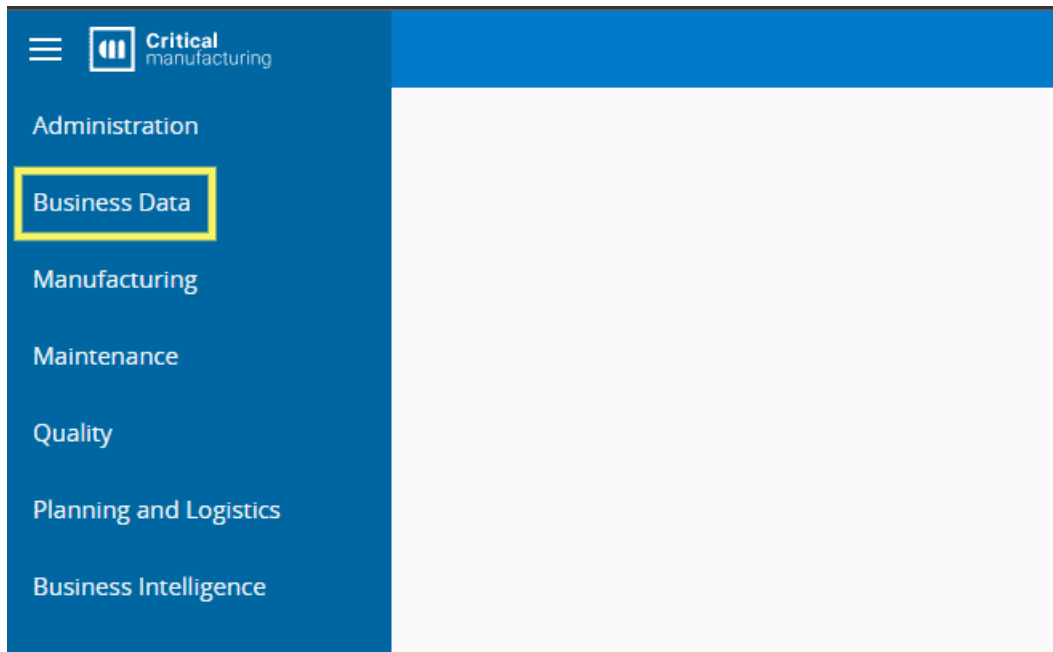 Critical
manufacturing
Administration
Business Data
Manufacturing
Maintenance
Quality
Planning and Logistics
Business Intelligence